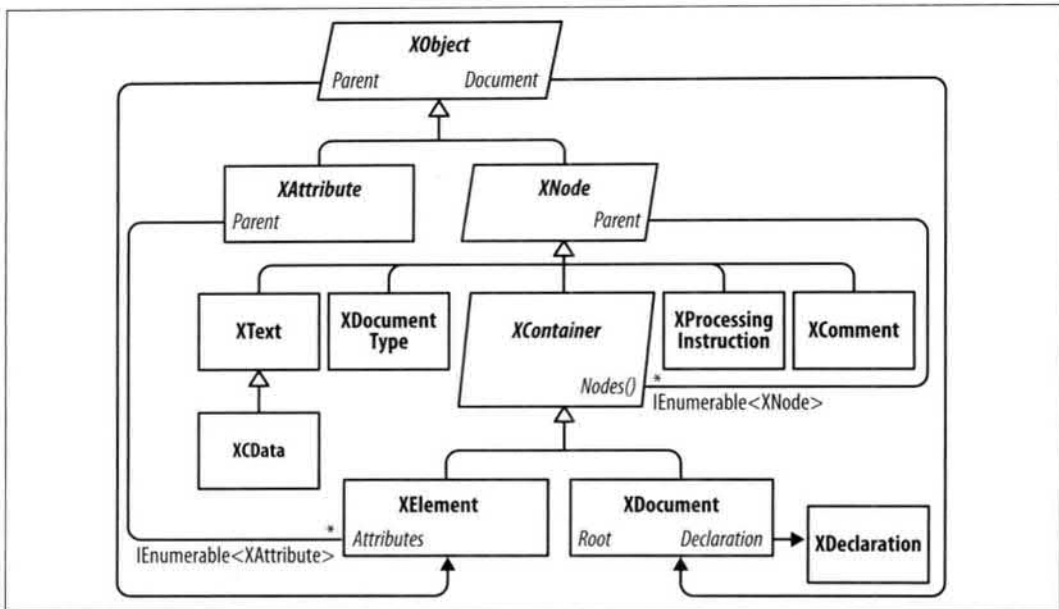 XObject
Parent Document
XAttribute
Parent
XNode
Parent
XText
XDocument
Type
XContainer
Nodes()
XProcessing
Instruction
XComment
*
IEnumerable<XNode>
XCData
XElement
Attributes
*
IEnumerable<XAttribute>
XDocument
Root Declaration
XDeclaration